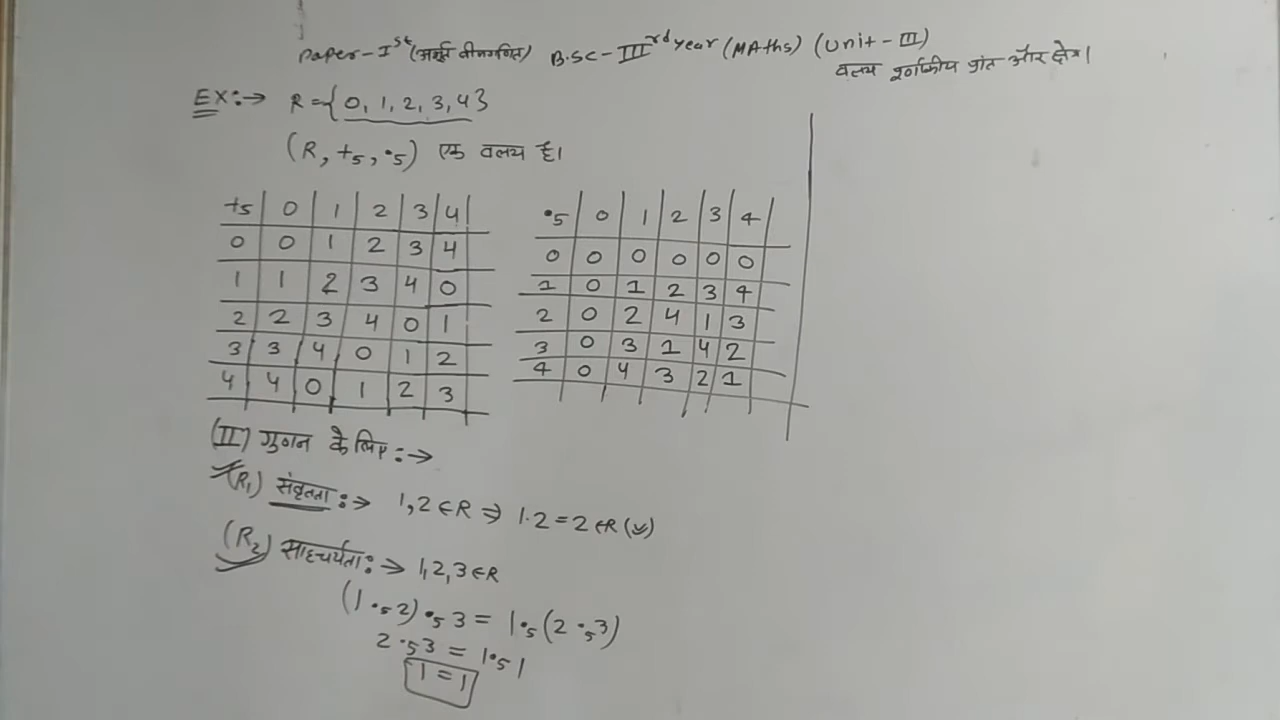 Paper-Ist (अमूर्त बीजगणित) B.SC-IIIrd year (MAths) (Unit-III)
वलय पूर्णांकीय प्रांत और क्षेत्र।
EX:→ R={0, 1, 2, 3, 4}
(R, +5, •5) एक वलय है।
+5 0 1 2 3 4
0 0 1 2 3 4
1 1 2 3 4 0
2 2 3 4 0 1
3 3 4 0 1 2
4 4 0 1 2 3
•5 0 1 2 3 4
0 0 0 0 0 0
1 0 1 2 3 4
2 0 2 4 1 3
3 0 3 1 4 2
4 0 4 3 2 1
(II) गुणन के लिए:→
(R1) संवृतता:→ 1,2∈R ⇒ 1.2=2∈R(✓)
(R2) साहचर्यता:→ 1,2,3∈R
(1•5 2)•5 3 = 1•5(2•5 3)
2•5 3 = 1•5 1
1=1